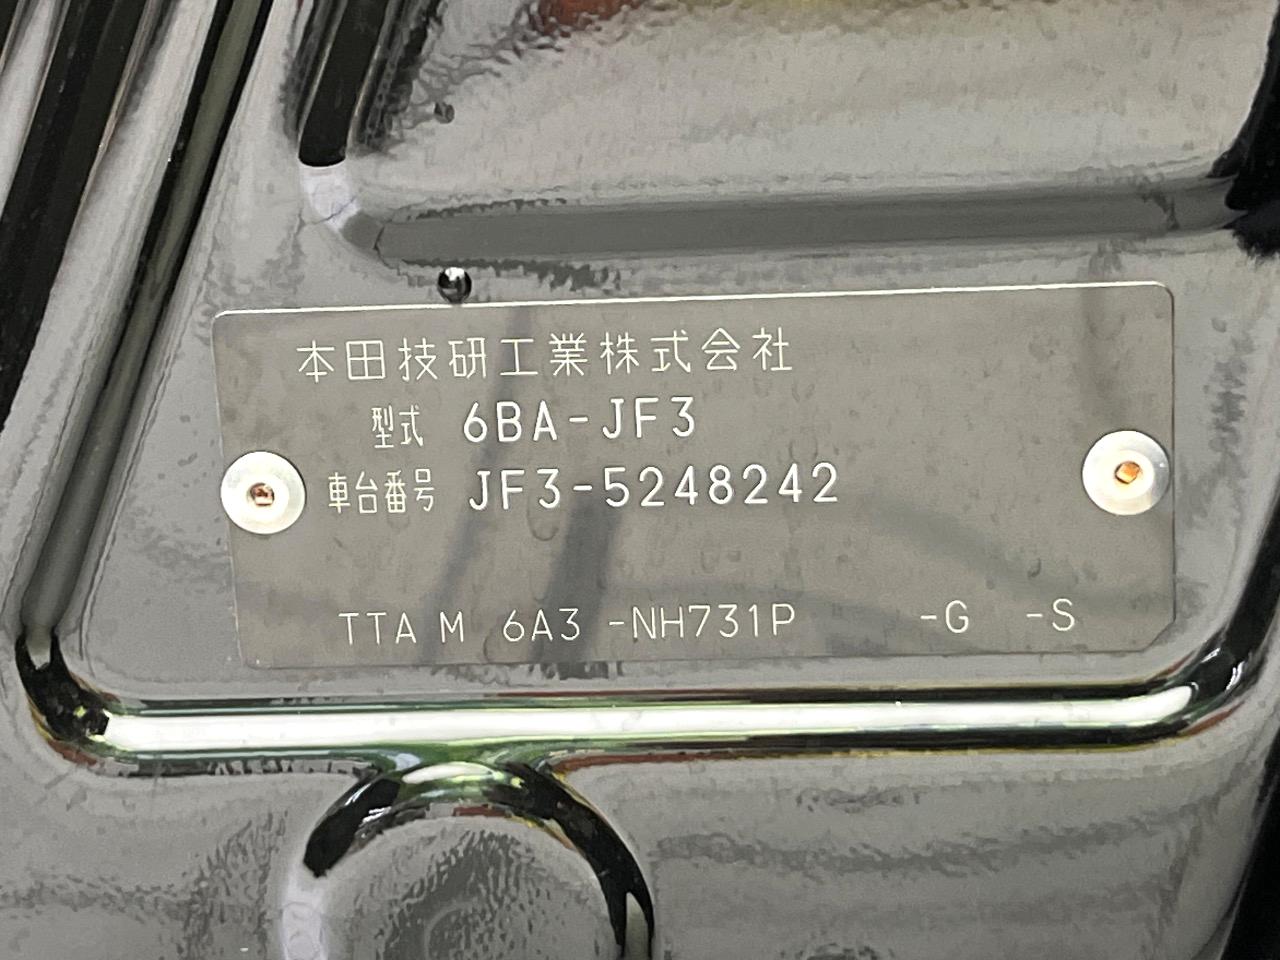 本田技研工業株式会社
型式 6BA-JF3
車台番号 JF3-5248242
TTA M 6A3 -NH731P -G -S